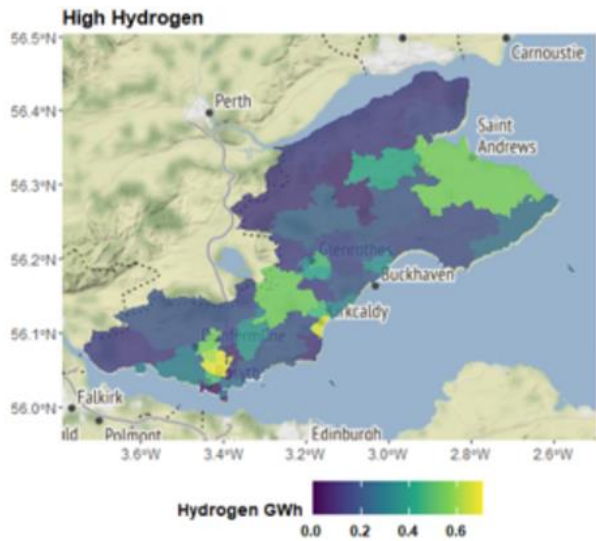 High Hydrogen
56.5°N
Carnoustie
56.4°N
Perth
Saint
Andrews
56.3°N
Glenrothes
56.2°N
Buckhaven
rkcaldy
56.1°N
Falkirk
56.0°N
ld
Polmont
Edinburgh
3.6°W
3.4°W
3.2°W
3.0°W
2.8°W
2.6°W
Hydrogen GWh
0.0
0.2
0.4
0.6